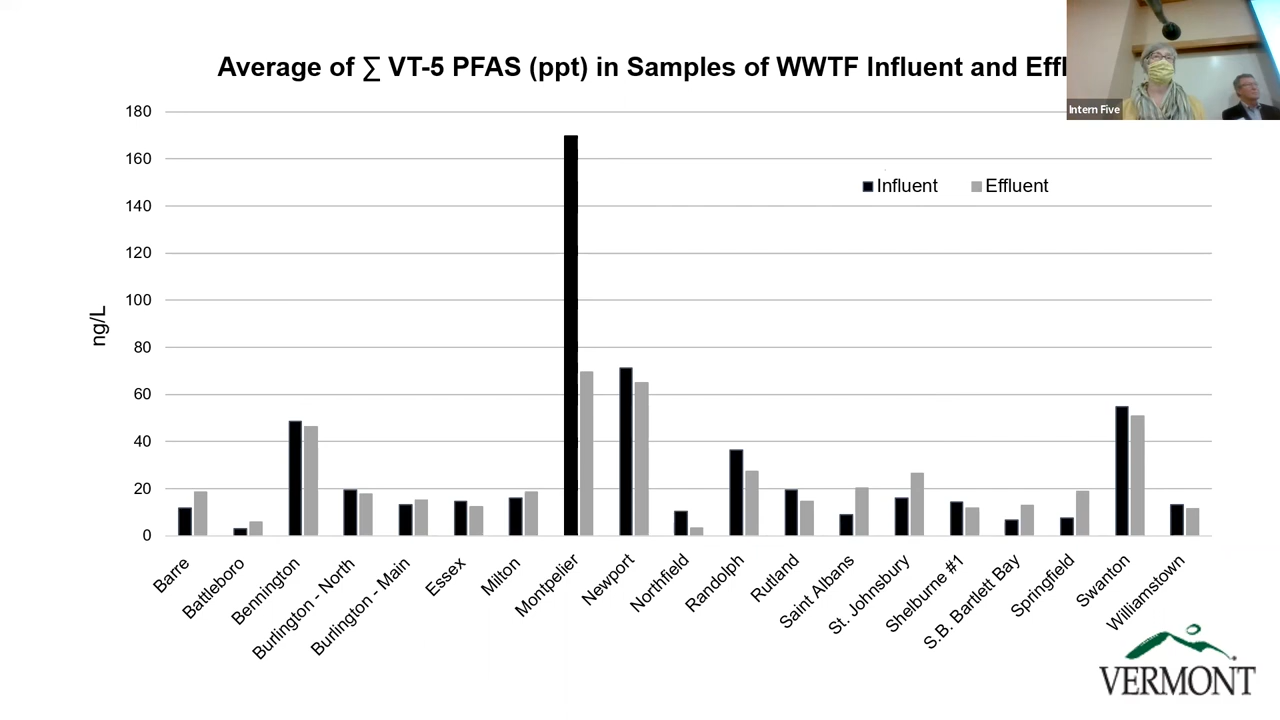 Average of ∑ VT-5 PFAS (ppt) in Samples of WWTF Influent and
Intern Five
180
160
140
120
100
80
60
40
20
0
ng/L
Influent
Effluent
Barre
Battleboro
Bennington
Burlington - North
Burlington - Main
Essex
Milton
Montpelier
Newport
Northfield
Randolph
Rutland
Saint Albans
St. Johnsbury
Shelburne #1
S.B. Bartlett Bay
Springfield
Swanton
Williamstown
VERMONT